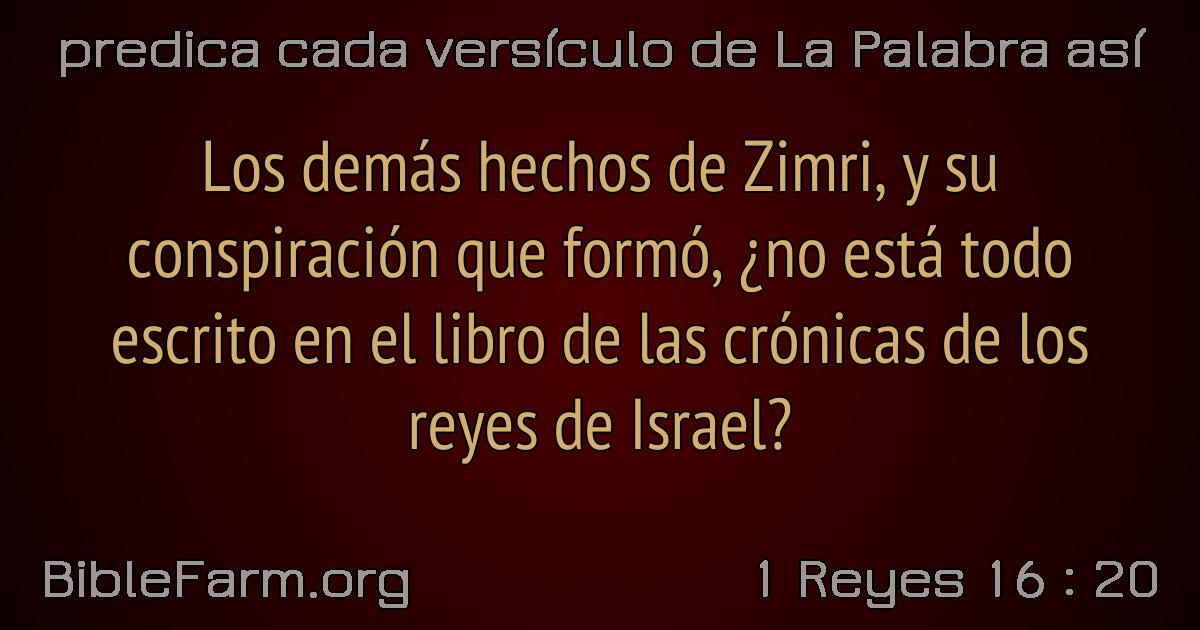 predica cada versículo de La Palabra así
Los demás hechos de Zimri, y su
conspiración que formó, ¿no está todo
escrito en el libro de las crónicas de los
reyes de Israel?
BibleFarm.org
1 Reyes 16 : 20